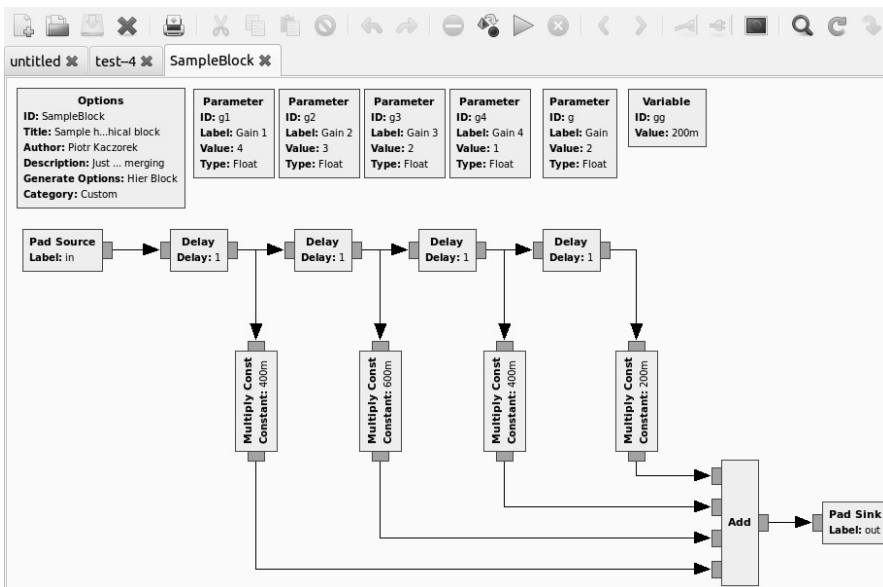 untitled test--4 SampleBlock
Options
ID: SampleBlock
Title: Sample h...hical block
Author: Piotr Kaczorek
Description: Just ... merging
Generate Options: Hier Block
Category: Custom
Parameter
ID: g1
Label: Gain 1
Value: 4
Type: Float
Parameter
ID: g2
Label: Gain 2
Value: 3
Type: Float
Parameter
ID: g3
Label: Gain 3
Value: 2
Type: Float
Parameter
ID: g4
Label: Gain 4
Value: 1
Type: Float
Parameter
ID: g
Label: Gain
Value: 2
Type: Float
Variable
ID: gg
Value: 200m
Pad Source
Label: in
Delay
Delay: 1
Delay
Delay: 1
Delay
Delay: 1
Delay
Delay: 1
Multiply Const
Constant: 400m
Multiply Const
Constant: 600m
Multiply Const
Constant: 400m
Multiply Const
Constant: 200m
Add
Pad Sink
Label: out